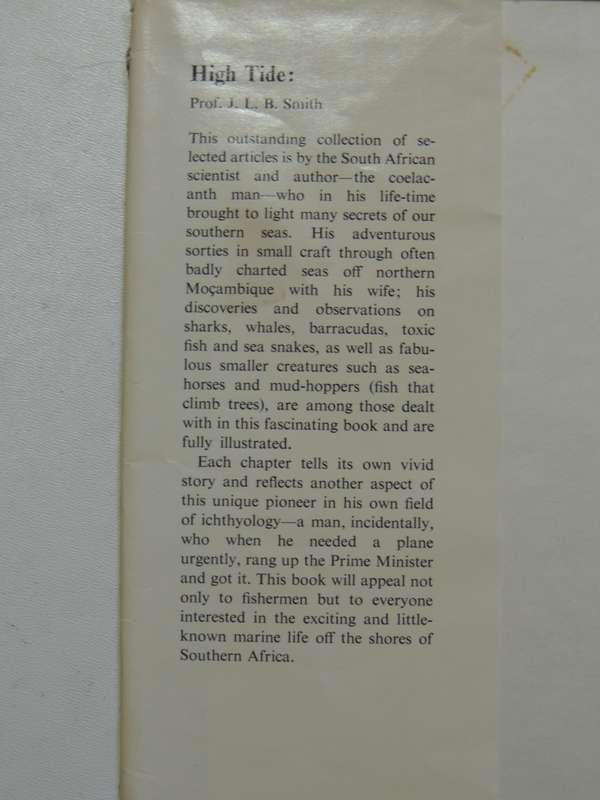 High Tide:
Prof. J. L. B. Smith
This outstanding collection of se-
lected articles is by the South African
scientist and author—the coelac-
anth man—who in his life-time
brought to light many secrets of our
southern seas. His adventurous
sorties in small craft through often
badly charted seas off northern
Moçambique with his wife; his
discoveries and observations on
sharks, whales, barracudas, toxic
fish and sea snakes, as well as fabu-
lous smaller creatures such as sea-
horses and mud-hoppers (fish that
climb trees), are among those dealt
with in this fascinating book and are
fully illustrated.
Each chapter tells its own vivid
story and reflects another aspect of
this unique pioneer in his own field
of ichthyology—a man, incidentally,
who when he needed a plane
urgently, rang up the Prime Minister
and got it. This book will appeal not
only to fishermen but to everyone
interested in the exciting and little-
known marine life off the shores of
Southern Africa.